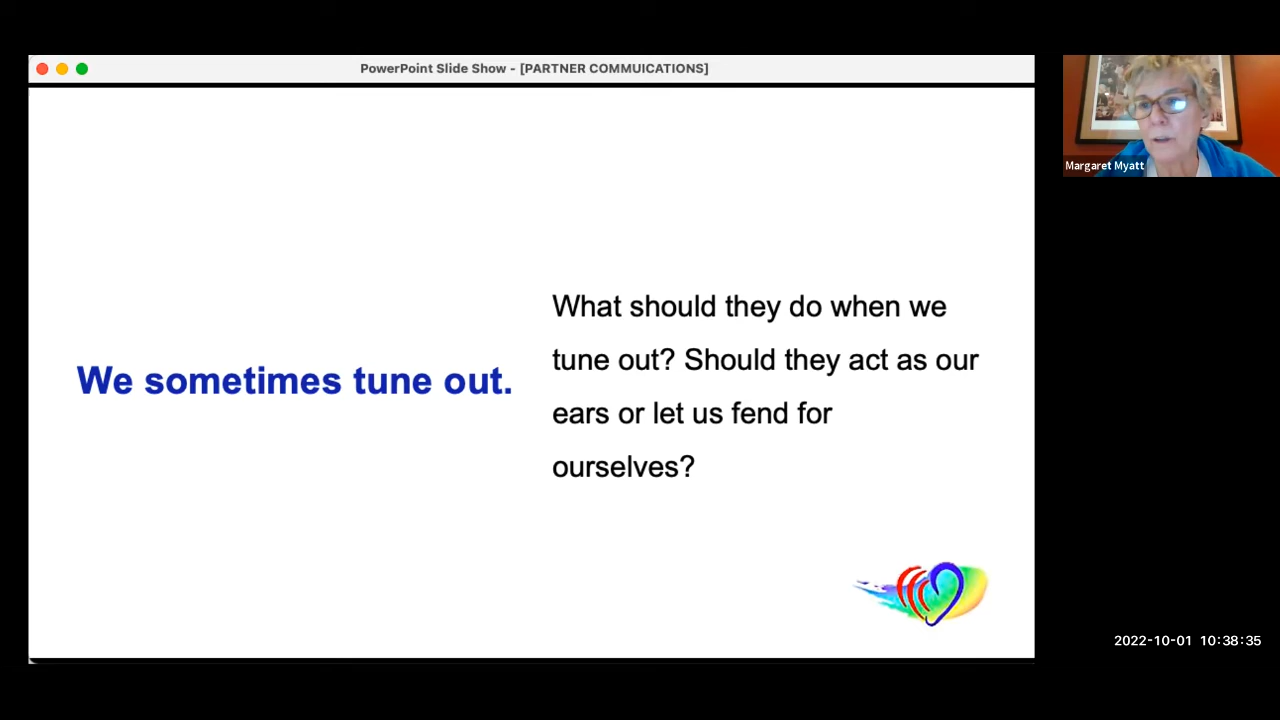 PowerPoint Slide Show - [PARTNER COMMUICATIONS]
We sometimes tune out.
What should they do when we
tune out? Should they act as our
ears or let us fend for
ourselves?
Margaret Myatt
2022-10-01 10:38:35